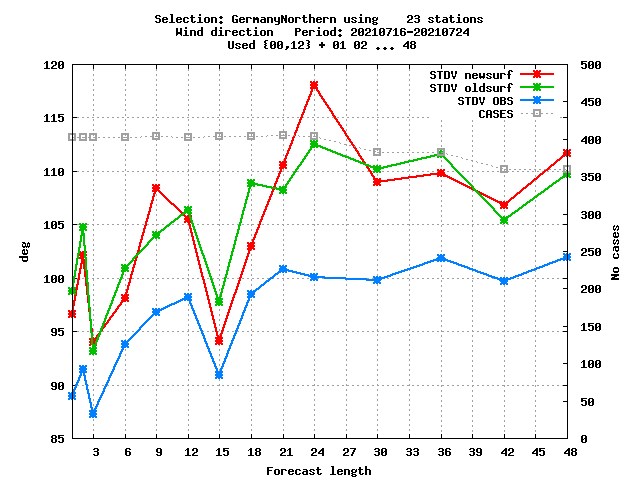 Selection: GermanyNorthern using    23 stations
Wind direction   Period: 20210716-20210724
Used {00,12} + 01 02 ... 48
STDV newsurf
STDV oldsurf
STDV OBS
CASES
120
115
110
105
100
95
90
85
deg
500
450
400
350
300
250
200
150
100
50
0
No cases
3 6 9 12 15 18 21 24 27 30 33 36 39 42 45 48
Forecast length